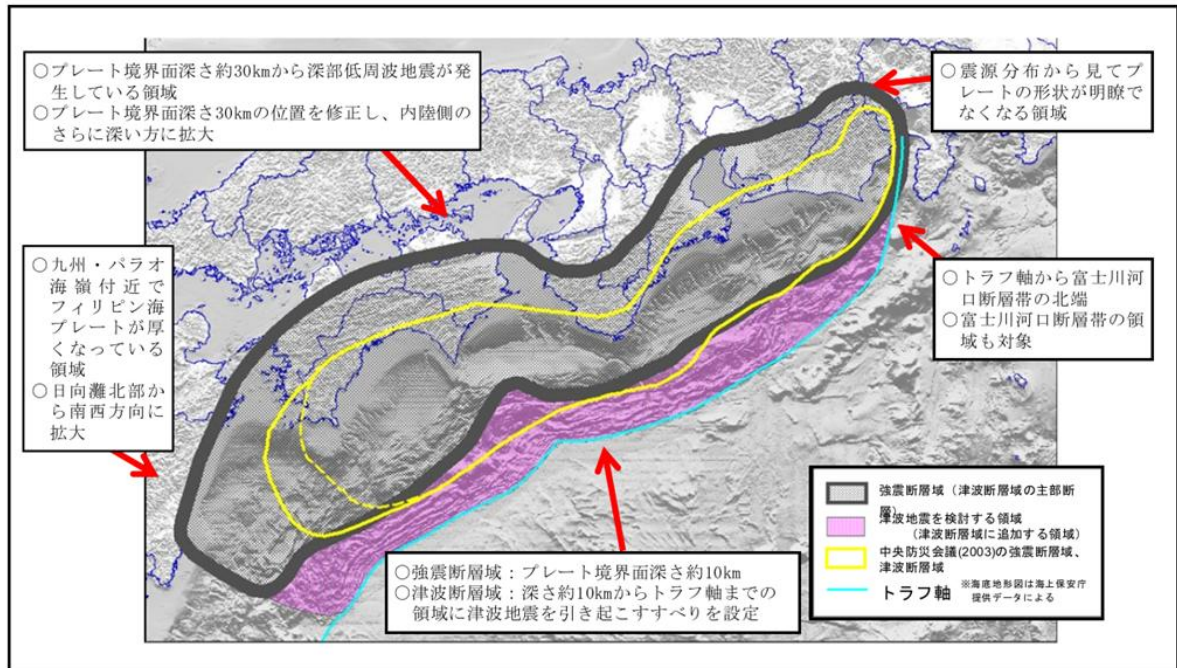 ○プレート境界面深さ約30kmから深部低周波地震が発
生している領域
○プレート境界面深さ30kmの位置を修正し、内陸側の
さらに深い方に拡大
○震源分布から見てプ
レートの形状が明瞭で
なくなる領域
○九州・パラオ
海嶺付近で
フィリピン海
プレートが厚
くなっている
領域
○日向灘北部か
ら南西方向に
拡大
○トラフ軸から富士川河
口断層帯の北端
○富士川河口断層帯の領
域も対象
○強震断層域：プレート境界面深さ約10km
○津波断層域：深さ約10kmからトラフ軸までの
領域に津波地震を引き起こすすべりを設定
強震断層域（津波断層域の主部断
層）
津波地震を検討する領域
（津波断層域に追加する領域）
中央防災会議(2003)の強震断層域、
津波断層域
トラフ軸
※海底地形図は海上保安庁
提供データによる